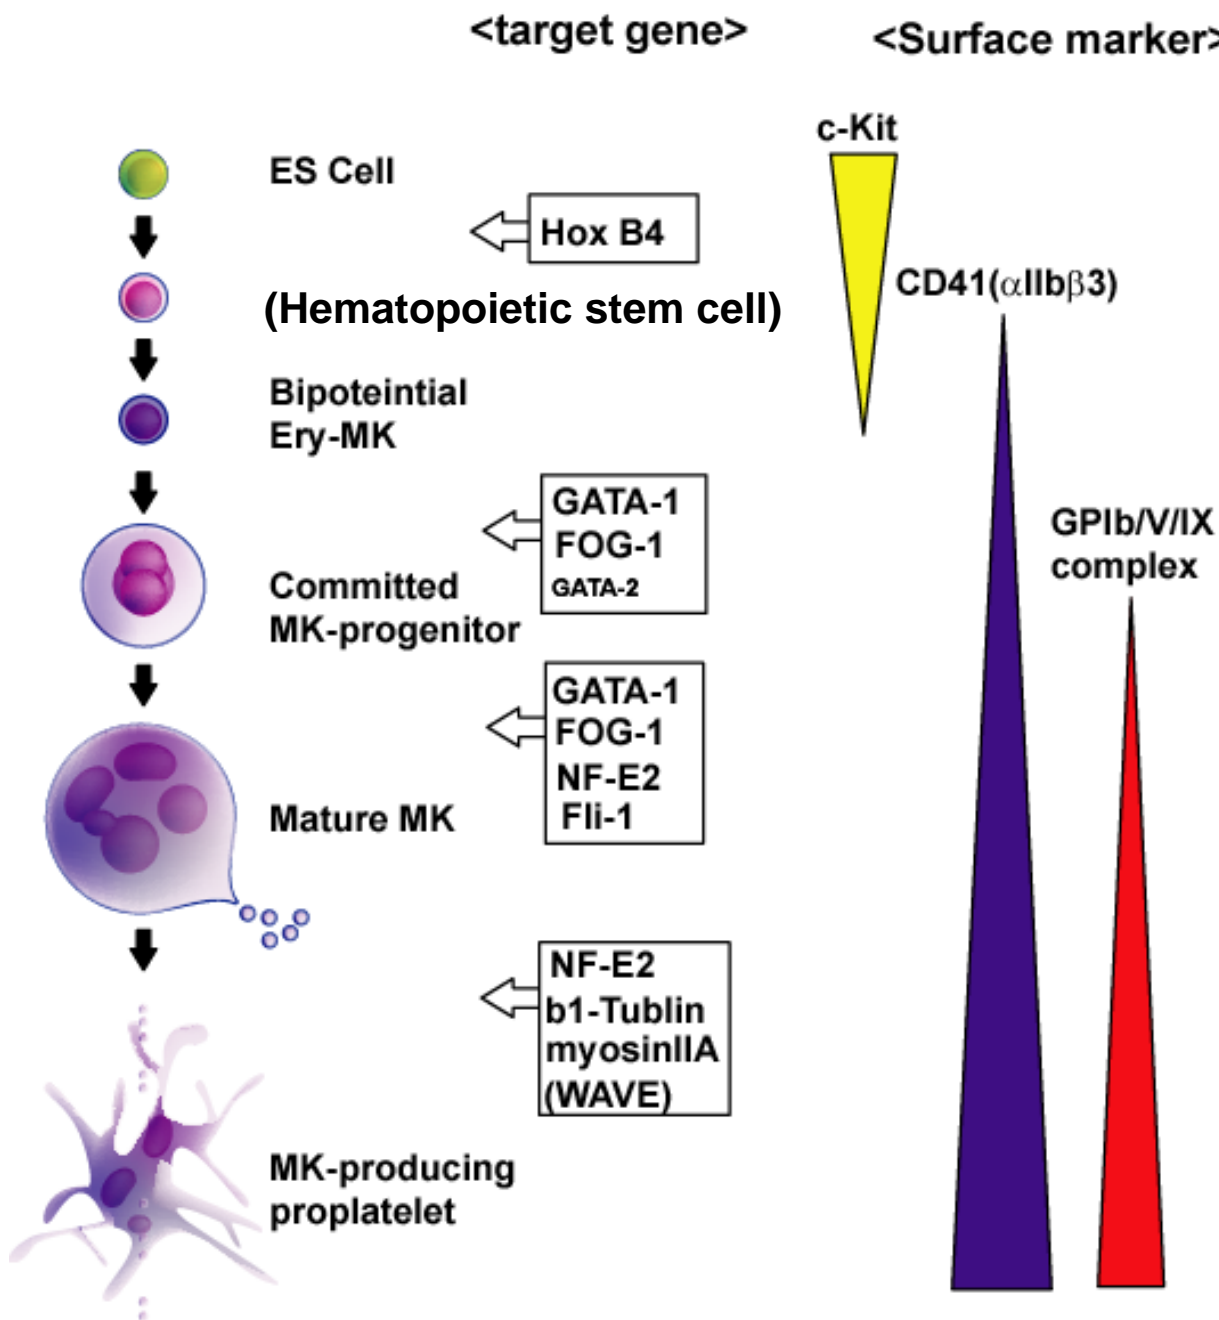 <target gene>
<Surface marker>
c-Kit
ES Cell
Hox B4
CD41(αIIbβ3)
(Hematopoietic stem cell)
Bipoteintial
Ery-MK
GATA-1
FOG-1
GATA-2
GPIb/V/IX
complex
Committed
MK-progenitor
GATA-1
FOG-1
NF-E2
Fli-1
Mature MK
NF-E2
b1-Tublin
myosinIIA
(WAVE)
MK-producing
proplatelet